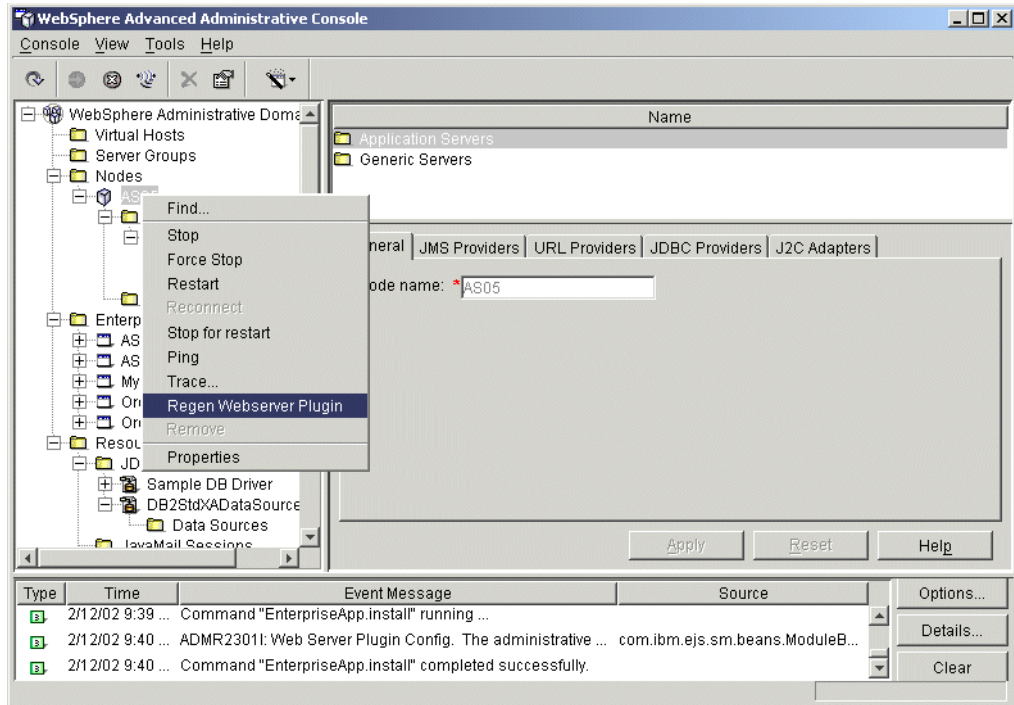 WebSphere Advanced Administrative Console
Console View Tools Help
WebSphere Administrative Doma
Virtual Hosts
Server Groups
Nodes
AS05
Find...
Stop
Force Stop
Restart
Reconnect
Stop for restart
Ping
Trace...
Regen Webserver Plugin
Remove
Properties
Enterp
AS
AS
My
Or
Or
Resou
JD
Sample DB Driver
DB2StdXADataSource
Data Sources
JavaMail Sessions
Name
Application Servers
Generic Servers
neral JMS Providers URL Providers JDBC Providers J2C Adapters
ode name: *AS05
Apply Reset Help
Type Time Event Message Source
2/12/02 9:39 ... Command "EnterpriseApp.install" running ...
2/12/02 9:40 ... ADMR2301I: Web Server Plugin Config. The administrative ... com.ibm.ejs.sm.beans.ModuleB...
2/12/02 9:40 ... Command "EnterpriseApp.install" completed successfully.
Options...
Details...
Clear